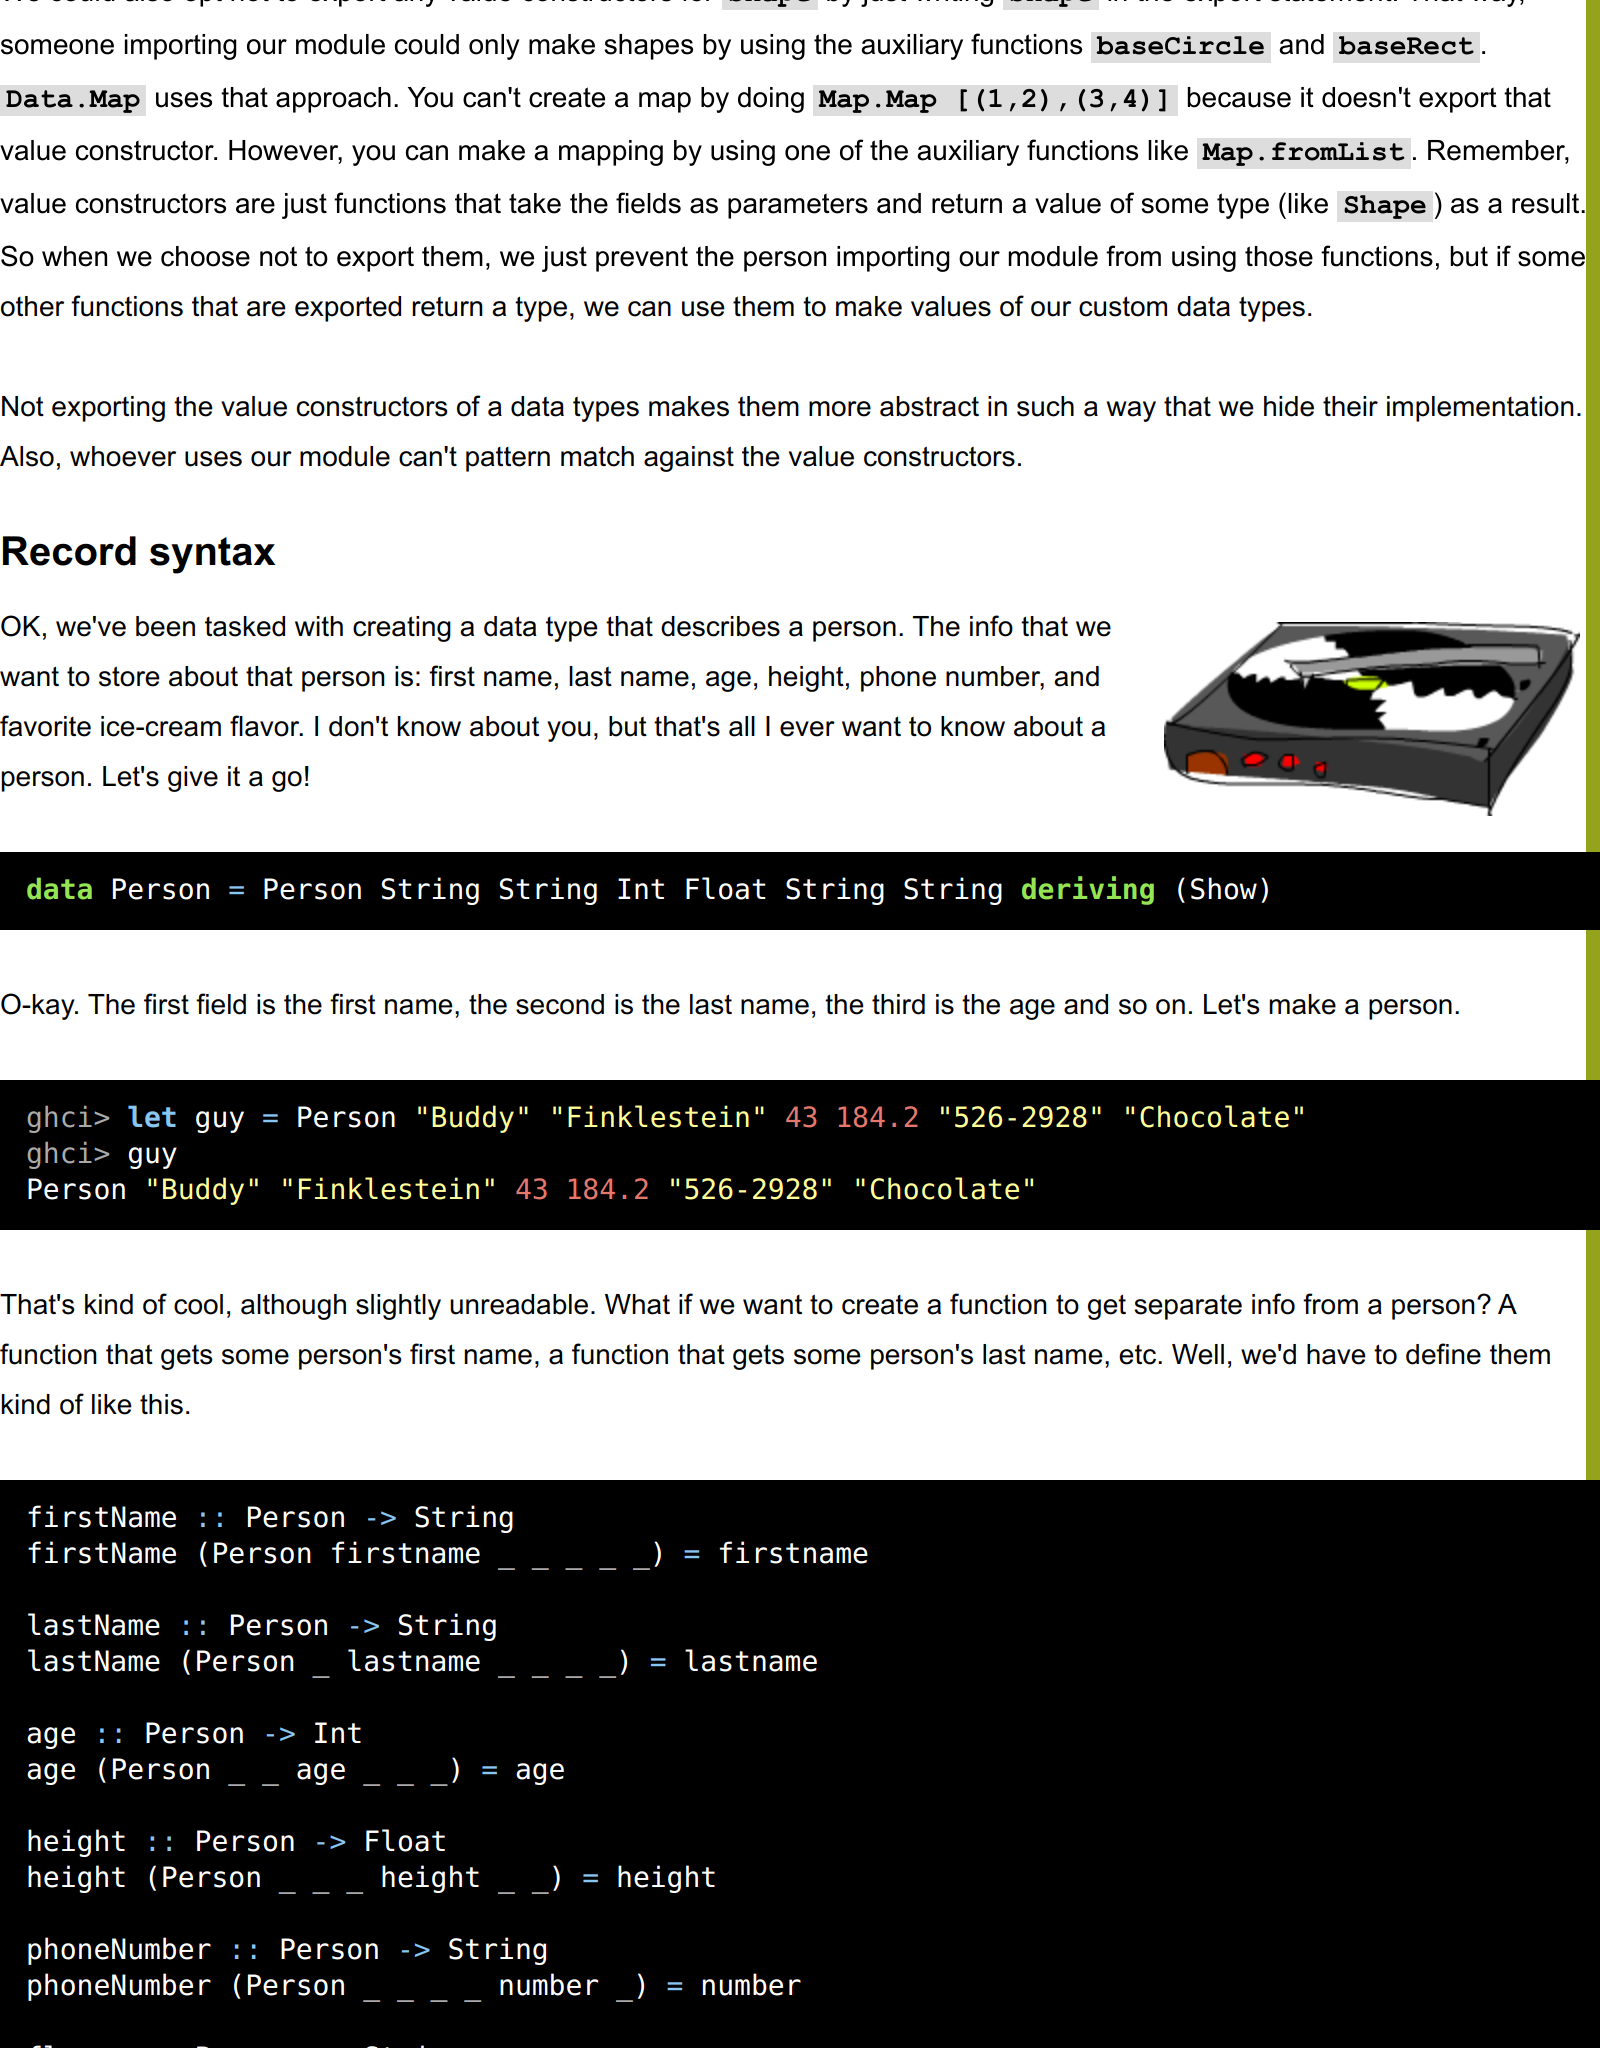 someone importing our module could only make shapes by using the auxiliary functions baseCircle and baseRect.
Data.Map uses that approach. You can't create a map by doing Map.Map [(1,2),(3,4)] because it doesn't export that
value constructor. However, you can make a mapping by using one of the auxiliary functions like Map.fromList. Remember,
value constructors are just functions that take the fields as parameters and return a value of some type (like Shape) as a result.
So when we choose not to export them, we just prevent the person importing our module from using those functions, but if some
other functions that are exported return a type, we can use them to make values of our custom data types.
Not exporting the value constructors of a data types makes them more abstract in such a way that we hide their implementation.
Also, whoever uses our module can't pattern match against the value constructors.
Record syntax
OK, we've been tasked with creating a data type that describes a person. The info that we
want to store about that person is: first name, last name, age, height, phone number, and
favorite ice-cream flavor. I don't know about you, but that's all I ever want to know about a
person. Let's give it a go!
data Person = Person String String Int Float String String deriving (Show)
O-kay. The first field is the first name, the second is the last name, the third is the age and so on. Let's make a person.
ghci> let guy = Person "Buddy" "Finklestein" 43 184.2 "526-2928" "Chocolate"
ghci> guy
Person "Buddy" "Finklestein" 43 184.2 "526-2928" "Chocolate"
That's kind of cool, although slightly unreadable. What if we want to create a function to get separate info from a person? A
function that gets some person's first name, a function that gets some person's last name, etc. Well, we'd have to define them
kind of like this.
firstName :: Person -> String
firstName (Person firstname _ _ _ _ _) = firstname
lastName :: Person -> String
lastName (Person _ lastname _ _ _ _) = lastname
age :: Person -> Int
age (Person _ _ age _ _ _) = age
height :: Person -> Float
height (Person _ _ _ height _ _) = height
phoneNumber :: Person -> String
phoneNumber (Person _ _ _ _ number _) = number